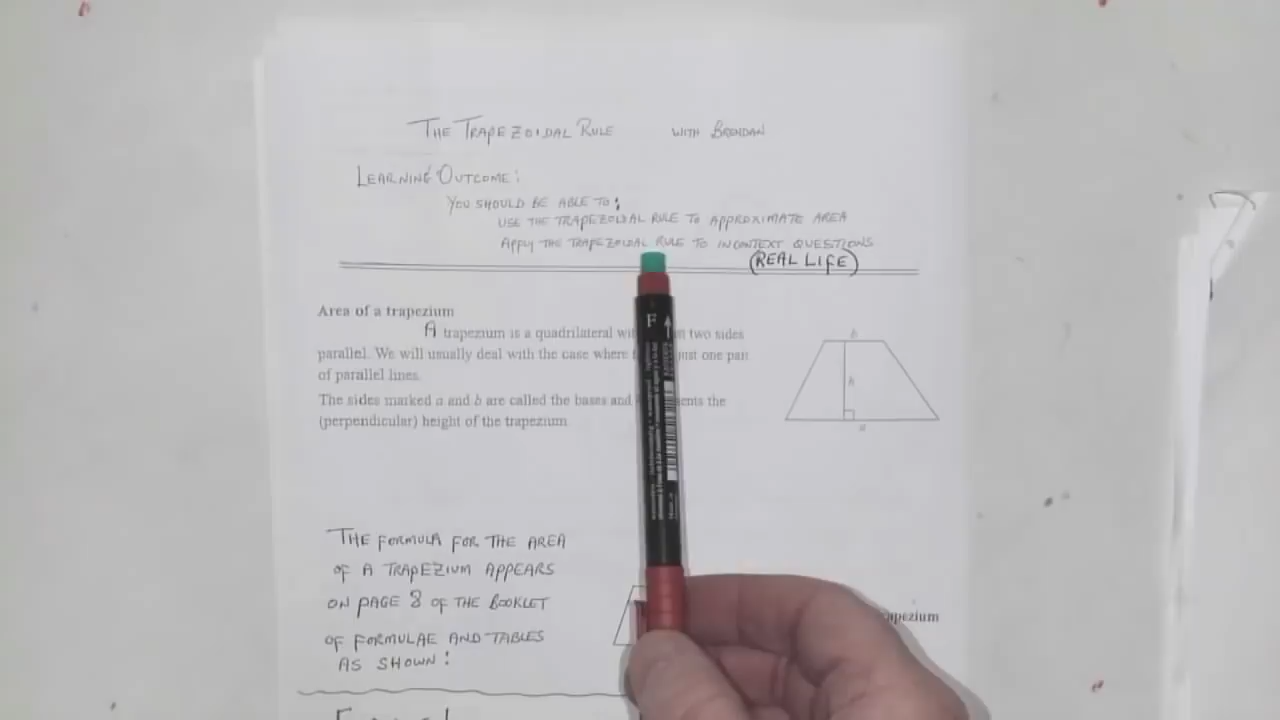 THE TRAPEZOIDAL RULE WITH BRENDAN
LEARNING OUTCOME:
YOU SHOULD BE ABLE TO:
USE THE TRAPEZOIDAL RULE TO APPROXIMATE AREA
APPLY THE TRAPEZOIDAL RULE TO INCONTEXT QUESTIONS
(REAL LIFE)
Area of a trapezium
A trapezium is a quadrilateral two sides
parallel. We will usually deal with the case where just one pair
of parallel lines.
The sides marked a and b are called the bases and the
(perpendicular) height of the trapezium
b
h
a
F
THE FORMULA FOR THE AREA
OF A TRAPEZIUM APPEARS
ON PAGE 8 OF THE BOOKLET
OF FORMULAE AND TABLES
AS SHOWN: